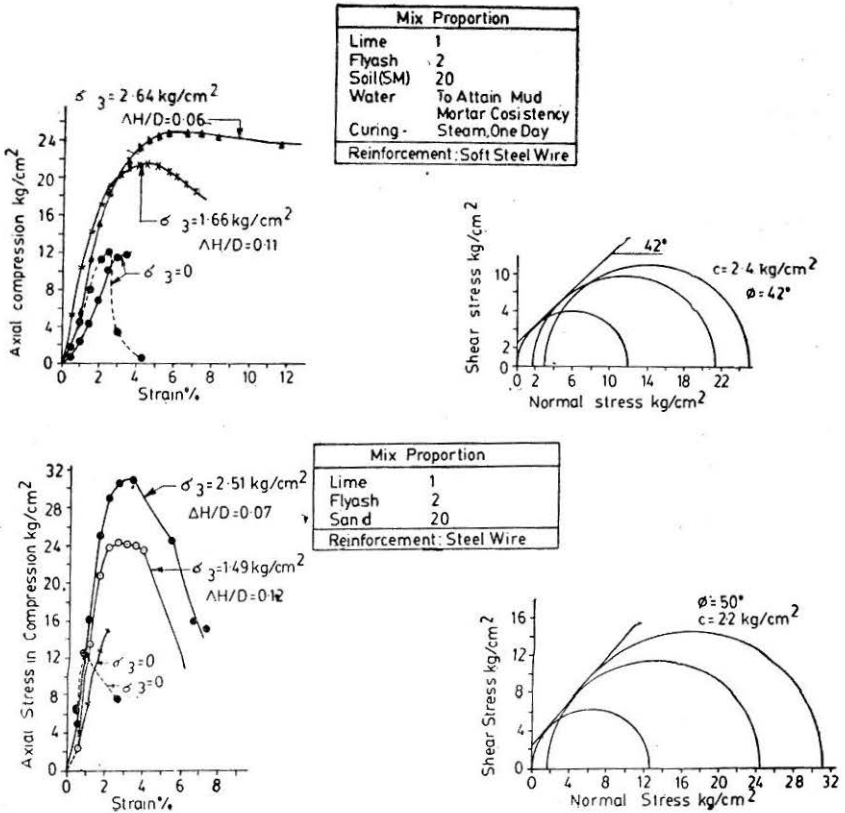 Mix Proportion
Lime 1
Flyash 2
Soil(SM) 20
Water To Attain Mud
Mortar Cosistency
Curing - Steam,One Day
Reinforcement: Soft Steel Wire
σ 3=2·64 kg/cm²
ΛH/D=0·06
σ 3=1·66 kg/cm²
ΛH/D=0·11
σ 3=0
Axial compression kg/cm²
24
20
16
12
8
4
0
0 2 4 6 8 10 12
Strain%
42°
c=2·4 kg/cm²
ø=42°
Shear stress kg/cm²
10
4
0
0 2 6 10 14 18 22
Normal stress kg/cm²
Mix Proportion
Lime 1
Flyash 2
Sand 20
Reinforcement: Steel Wire
σ 3=2·51 kg/cm²
ΔH/D=0·07
σ 3=1·49 kg/cm²
ΛH/D=0·12
σ 3=0
σ 3=0
Axial Stress in Compression kg/cm²
32
28
24
20
16
12
8
4
0
0 2 4 6 8
Strain%
ø=50°
c=22 kg/cm²
Shear Stress kg/cm²
16
12
8
4
0
0 4 8 12 16 20 24 28 32
Normal Stress kg/cm²